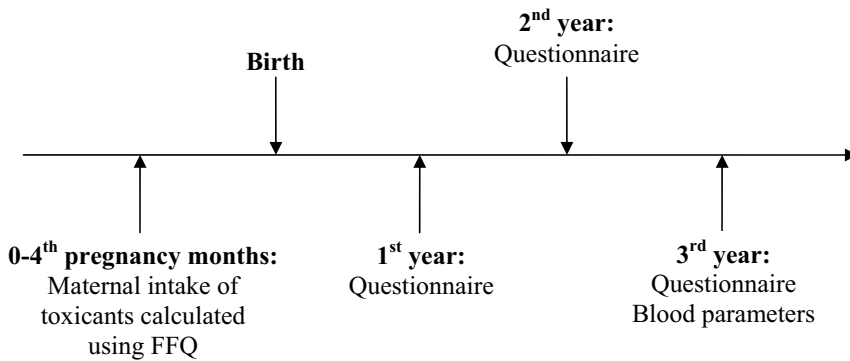 2nd year:
Questionnaire
Birth
0-4th pregnancy months:
Maternal intake of
toxicants calculated
using FFQ
1st year:
Questionnaire
3rd year:
Questionnaire
Blood parameters